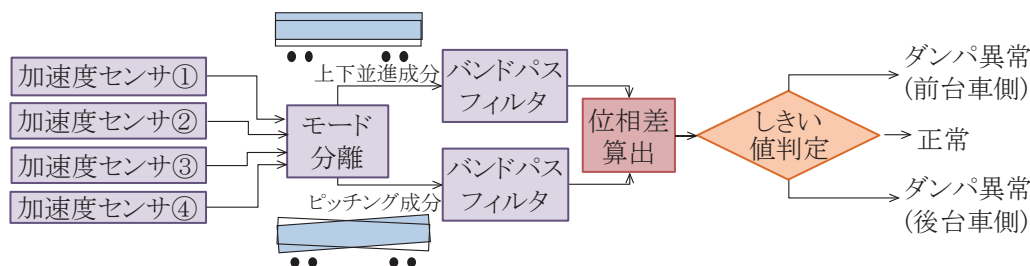 加速度センサ①
加速度センサ②
加速度センサ③
加速度センサ④
モード
分離
上下並進成分
ピッチング成分
バンドパス
フィルタ
バンドパス
フィルタ
位相差
算出
しきい
値判定
ダンパ異常
(前台車側)
正常
ダンパ異常
(後台車側)